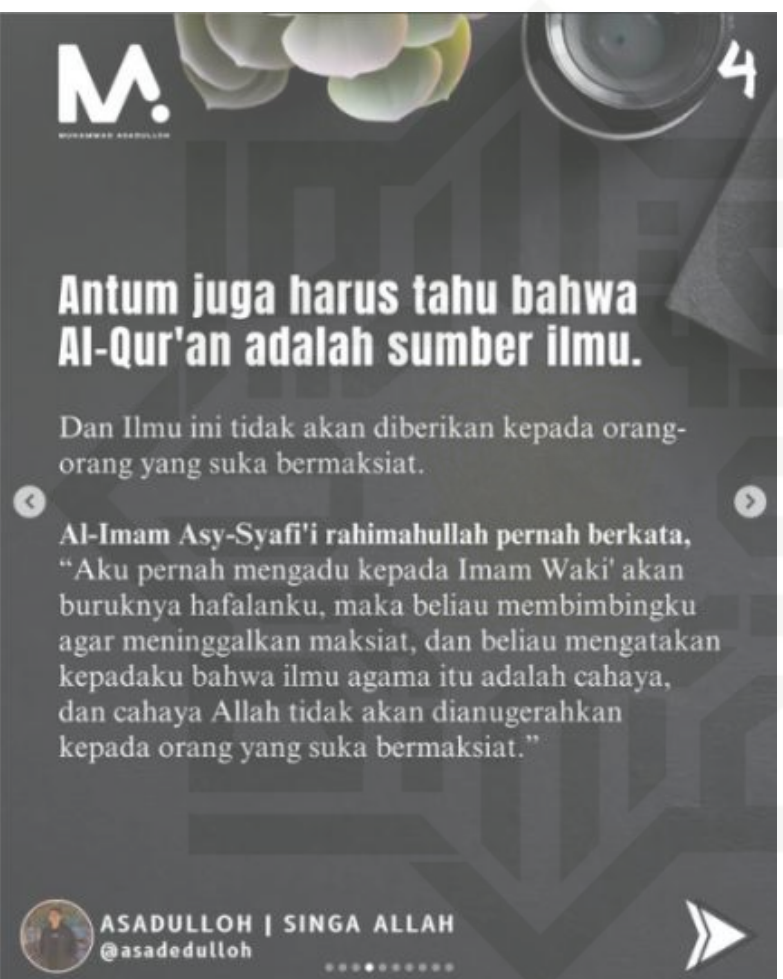 M.
MUHAMMAD ASADULLOH
4
Antum juga harus tahu bahwa
Al-Qur'an adalah sumber ilmu.
Dan Ilmu ini tidak akan diberikan kepada orang-
orang yang suka bermaksiat.
Al-Imam Asy-Syafi'i rahimahullah pernah berkata,
“Aku pernah mengadu kepada Imam Waki' akan
buruknya hafalanku, maka beliau membimbingku
agar meninggalkan maksiat, dan beliau mengatakan
kepadaku bahwa ilmu agama itu adalah cahaya,
dan cahaya Allah tidak akan dianugerahkan
kepada orang yang suka bermaksiat.”
ASADULLOH | SINGA ALLAH
@asadedulloh